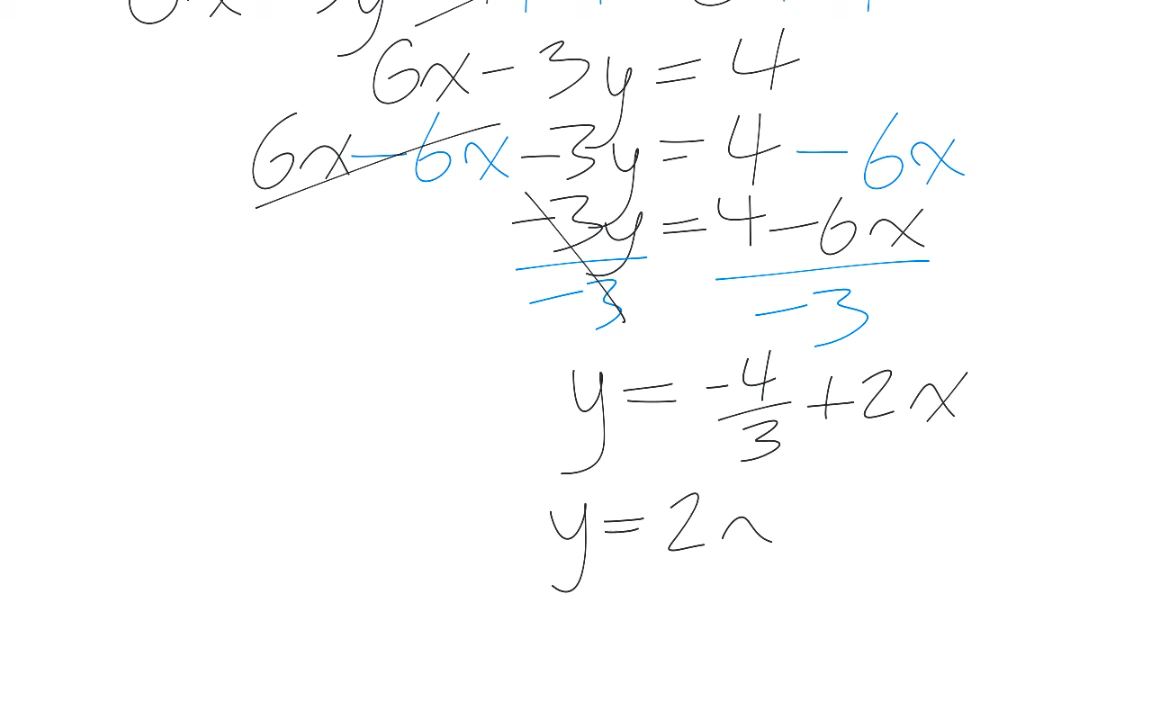 6x - 3y = 4
6x - 6x - 3y = 4 - 6x
-3y = 4 - 6x
-3 -3
y = -4/3 + 2x
y = 2